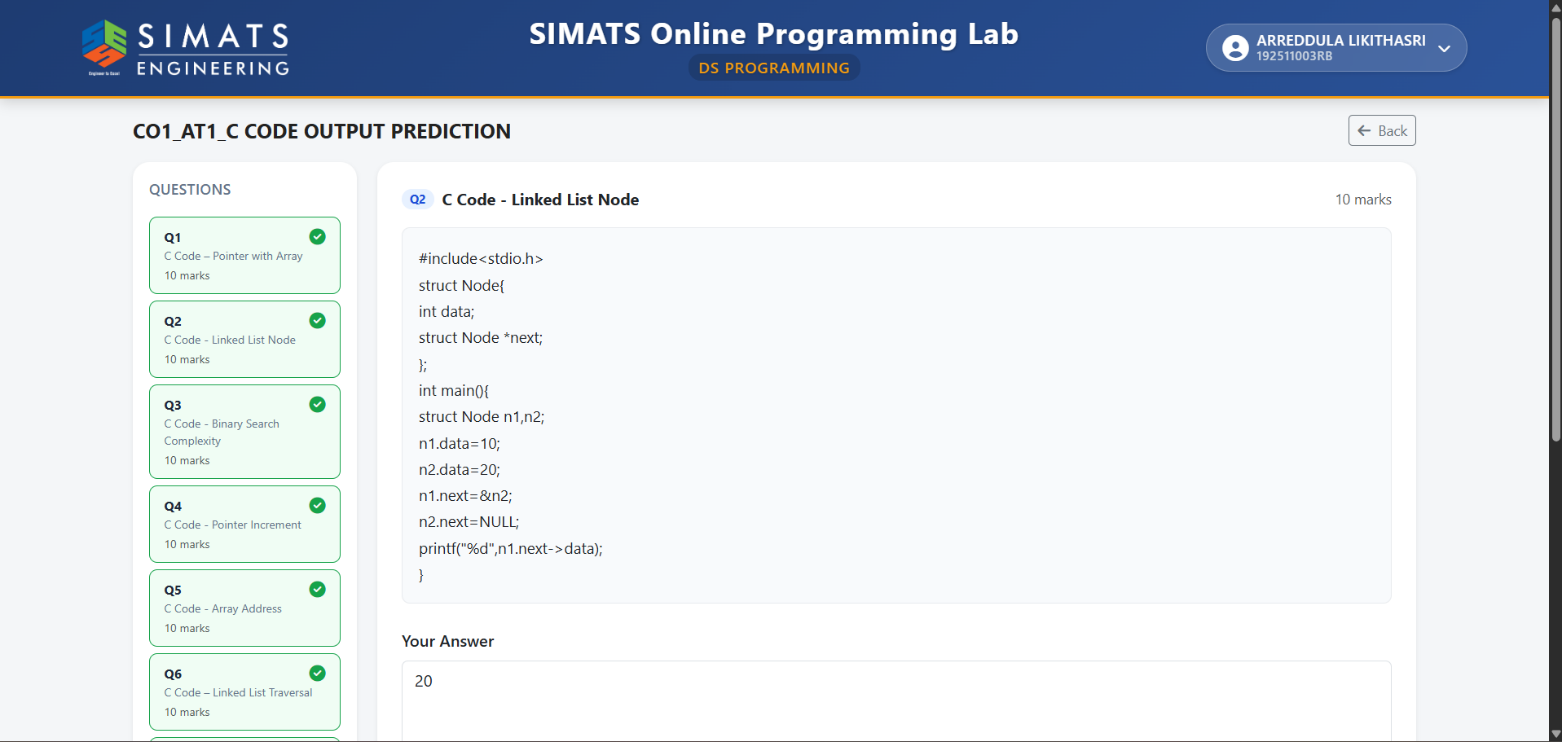 SIMATS
ENGINEERING
Engineer to Excel
SIMATS Online Programming Lab
DS PROGRAMMING
ARREDDULA LIKITHASRI
192511003RB
CO1_AT1_C CODE OUTPUT PREDICTION
Back
QUESTIONS
Q1
C Code – Pointer with Array
10 marks
Q2
C Code - Linked List Node
10 marks
Q3
C Code - Binary Search
Complexity
10 marks
Q4
C Code - Pointer Increment
10 marks
Q5
C Code - Array Address
10 marks
Q6
C Code – Linked List Traversal
10 marks
Q2 C Code - Linked List Node
10 marks
#include<stdio.h>
struct Node{
int data;
struct Node *next;
};
int main(){
struct Node n1,n2;
n1.data=10;
n2.data=20;
n1.next=&n2;
n2.next=NULL;
printf("%d",n1.next->data);
}
Your Answer
20